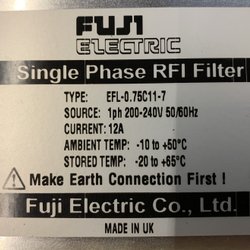 FUJI
ELECTRIC
Single Phase RFI Filter
TYPE: EFL-0.75C11-7
SOURCE: 1ph 200-240V 50/60Hz
CURRENT: 12A
AMBIENT TEMP: -10 to +50°C
STORED TEMP: -20 to +65°C
Make Earth Connection First !
Fuji Electric Co., Ltd.
MADE IN UK